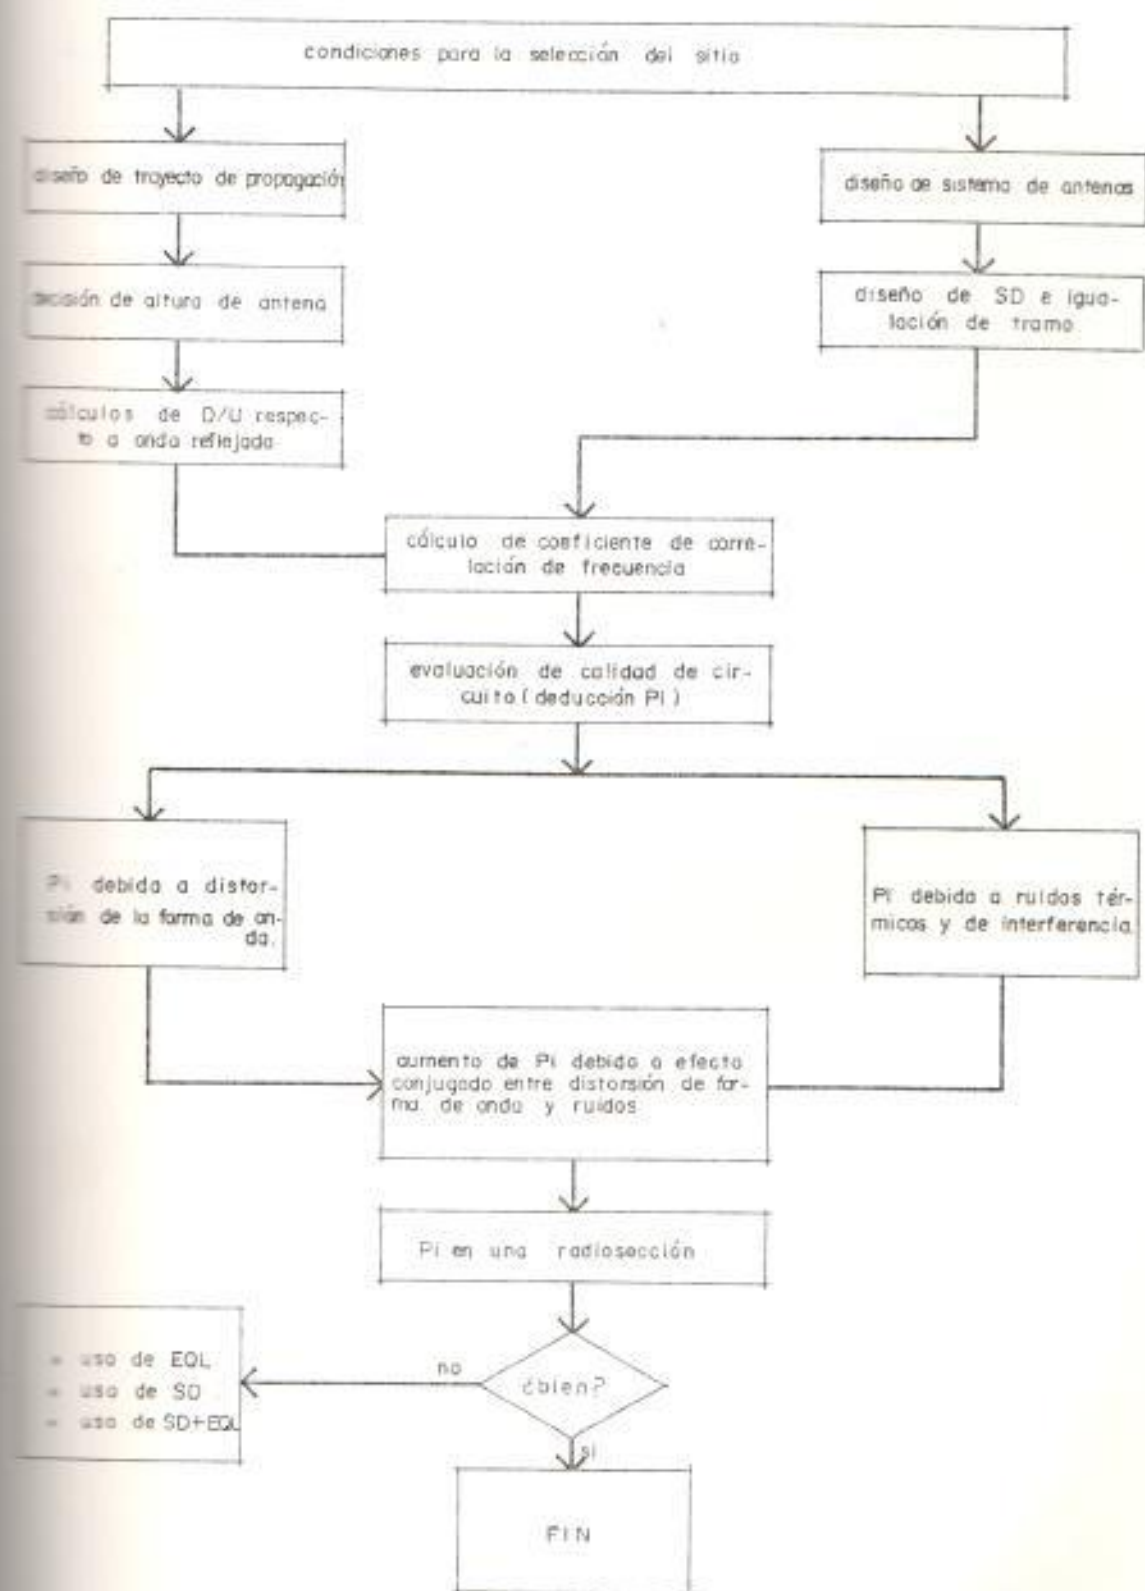 condiciones para la selección del sitio
diseño de trayecto de propagación
diseño de sistema de antenas
decisión de altura de antena
diseño de SD e igua-
lación de tramo
cálculos de D/U respec-
to a onda reflejada
cálculo de coeficiente de corre-
lación de frecuencia
evaluación de calidad de cir-
cuito (deducción Pi)
Pi debida a distor-
sión de la forma de on-
da.
Pi debida a ruidos tér-
micos y de interferencia.
aumento de Pi debido a efecto
conjugado entre distorsión de for-
ma de onda y ruidos
Pi en una radiosección
= uso de EQL
= uso de SD
= uso de SD+EQL
no
¿bien?
si
FIN